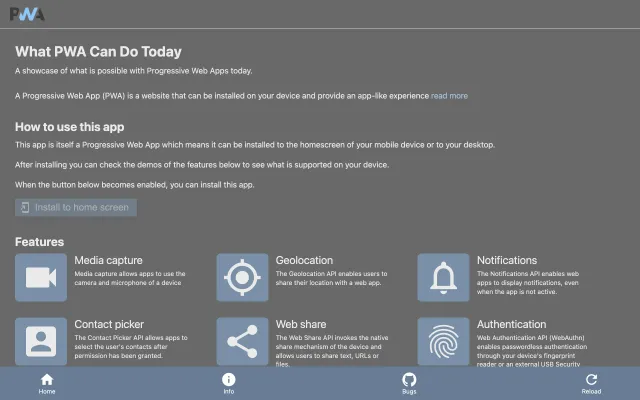 PWA
What PWA Can Do Today
A showcase of what is possible with Progressive Web Apps today.
A Progressive Web App (PWA) is a website that can be installed on your device and provide an app-like experience read more
How to use this app
This app is itself a Progressive Web App which means it can be installed to the homescreen of your mobile device or to your desktop.
After installing you can check the demos of the features below to see what is supported on your device.
When the button below becomes enabled, you can install this app.
Install to home screen
Features
Media capture
Media capture allows apps to use the
camera and microphone of a device
Geolocation
The Geolocation API enables users to
share their location with a web app.
Notifications
The Notifications API enables web
apps to display notifications, even
when the app is not active.
Contact picker
The Contact Picker API allows apps to
select the user's contacts after
permission has been granted.
Web share
The Web Share API invokes the native
share mechanism of the device and
allows users to share text, URLs or
files.
Authentication
Web Authentication API (WebAuthn)
enables passwordless authentication
through your device's fingerprint
reader or an external USB Security
Home
Info
Bugs
Reload